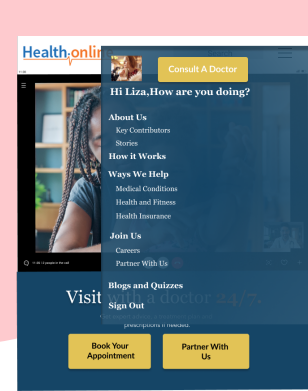 Health:onlin
Consult A Doctor
Hi Liza,How are you doing?
About Us
Key Contributors
Stories
How it Works
Ways We Help
Medical Conditions
Health and Fitness
Health Insurance
Join Us
Careers
Partner With Us
Blogs and Quizzes
Sign Out
Visit with a doctor 24/7.
prescriptions if needed.
Book Your
Appointment
Partner With
Us